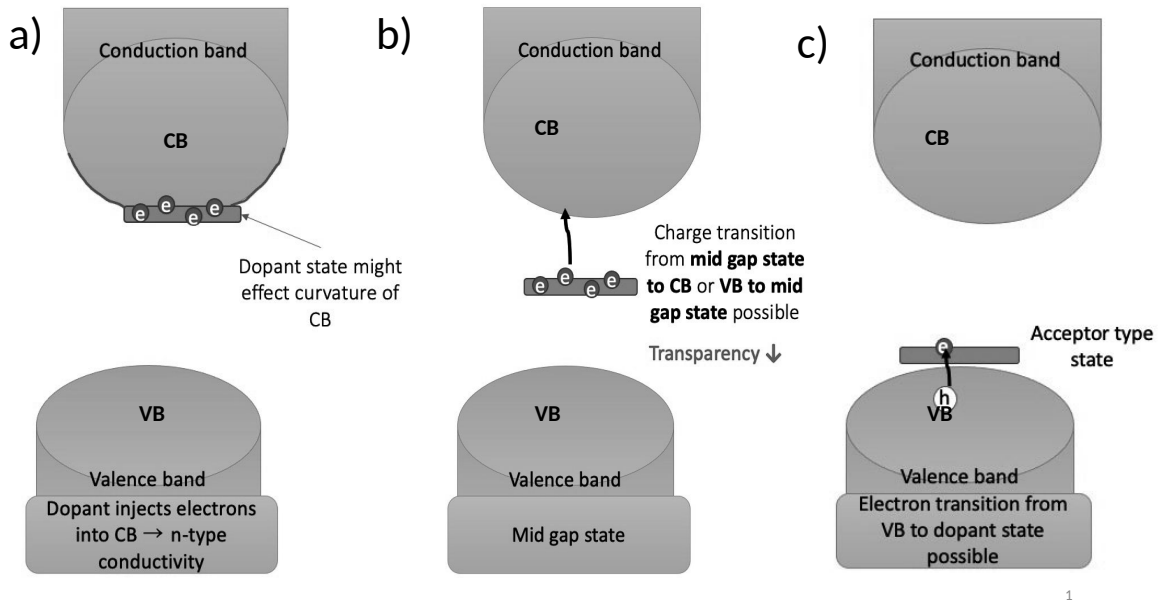 a)
Conduction band
CB
e e e e
Dopant state might
effect curvature of
CB
VB
Valence band
Dopant injects electrons
into CB → n-type
conductivity
b)
Conduction band
CB
e e e e
Charge transition
from mid gap state
to CB or VB to mid
gap state possible
Transparency ↓
VB
Valence band
Mid gap state
c)
Conduction band
CB
e
Acceptor type
state
h
VB
Valence band
Electron transition from
VB to dopant state
possible
1